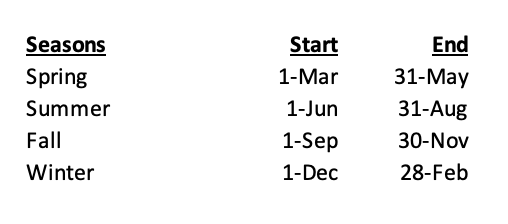 Seasons Start End
Spring 1-Mar 31-May
Summer 1-Jun 31-Aug
Fall 1-Sep 30-Nov
Winter 1-Dec 28-Feb